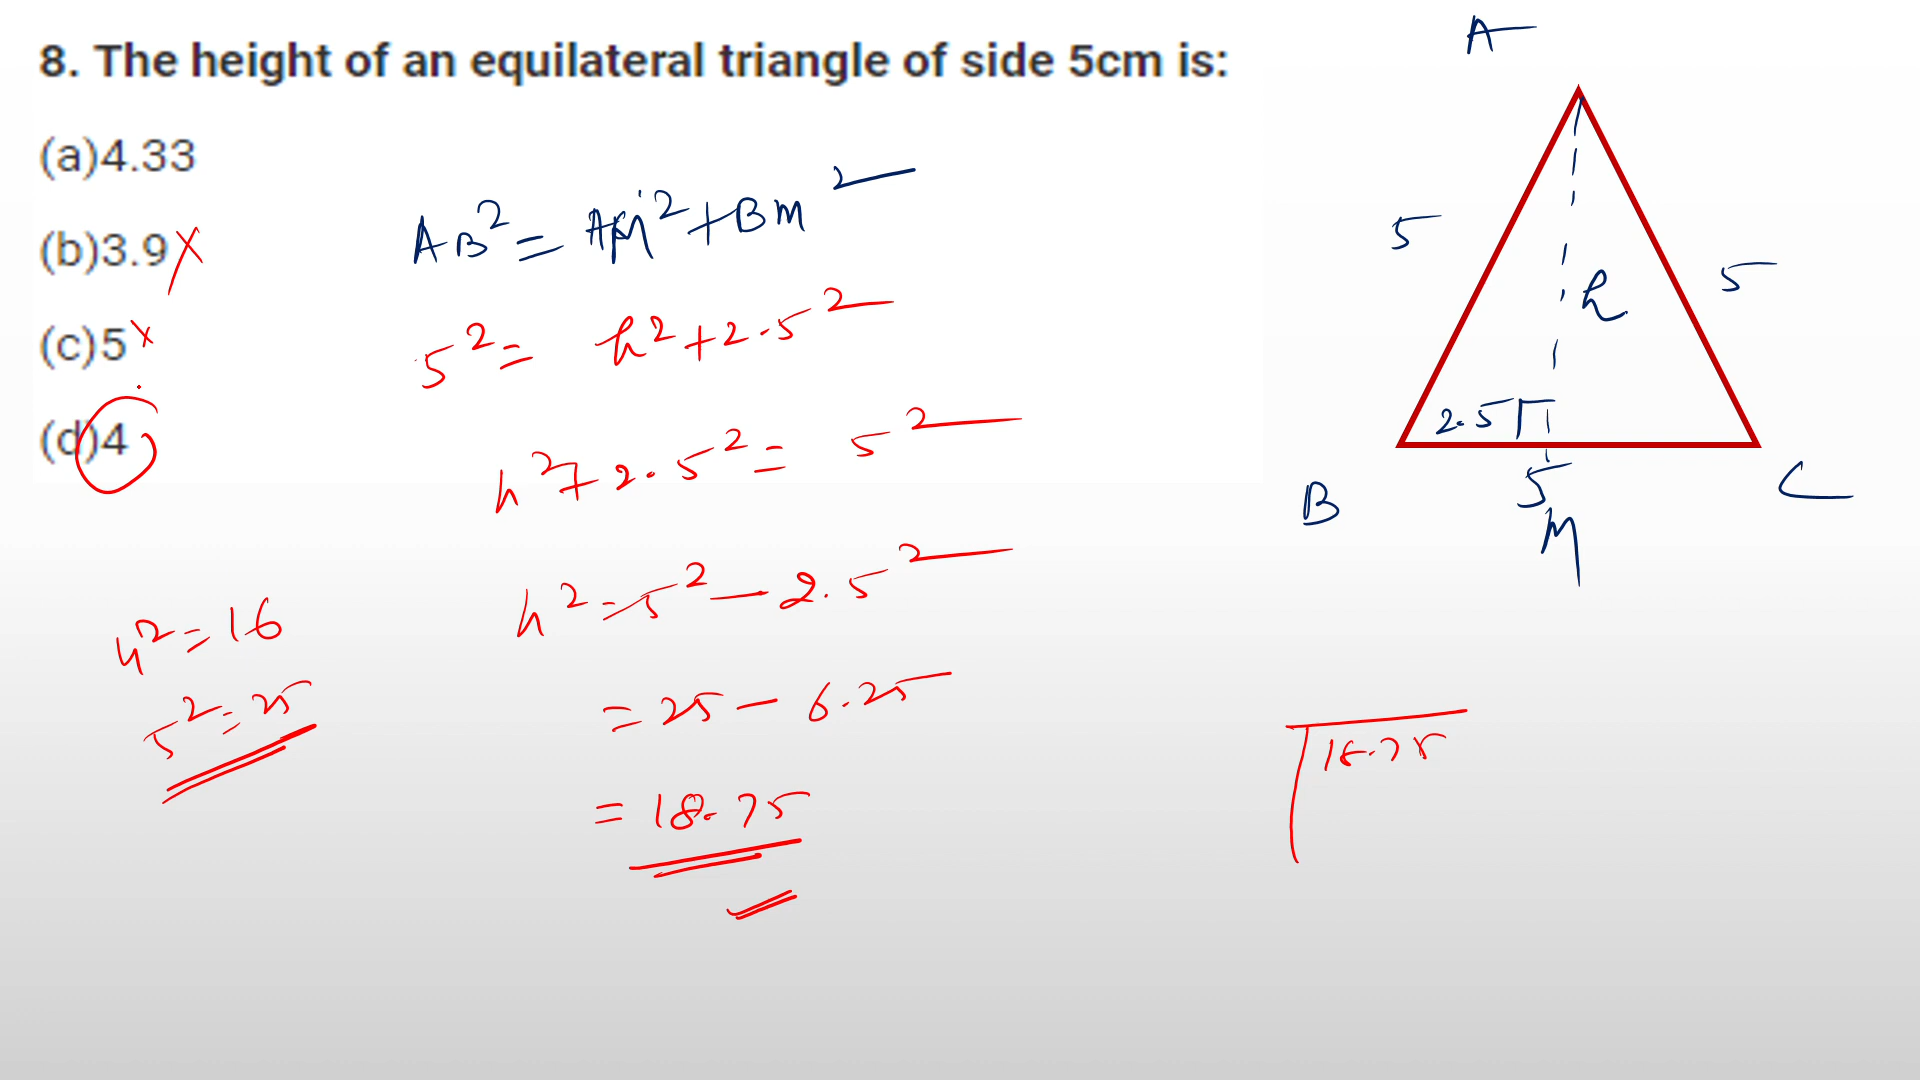 8. The height of an equilateral triangle of side 5cm is:
(a)4.33
(b)3.9 x
(c)5 x
(d)4
AB² = AM² + BM²
5² = h² + 2.5²
h² + 2.5² = 5²
h² = 5² - 2.5²
= 25 - 6.25
= 18.75
4² = 16
5² = 25
A
5
5
h
2.5
5
B
M
C
18.75